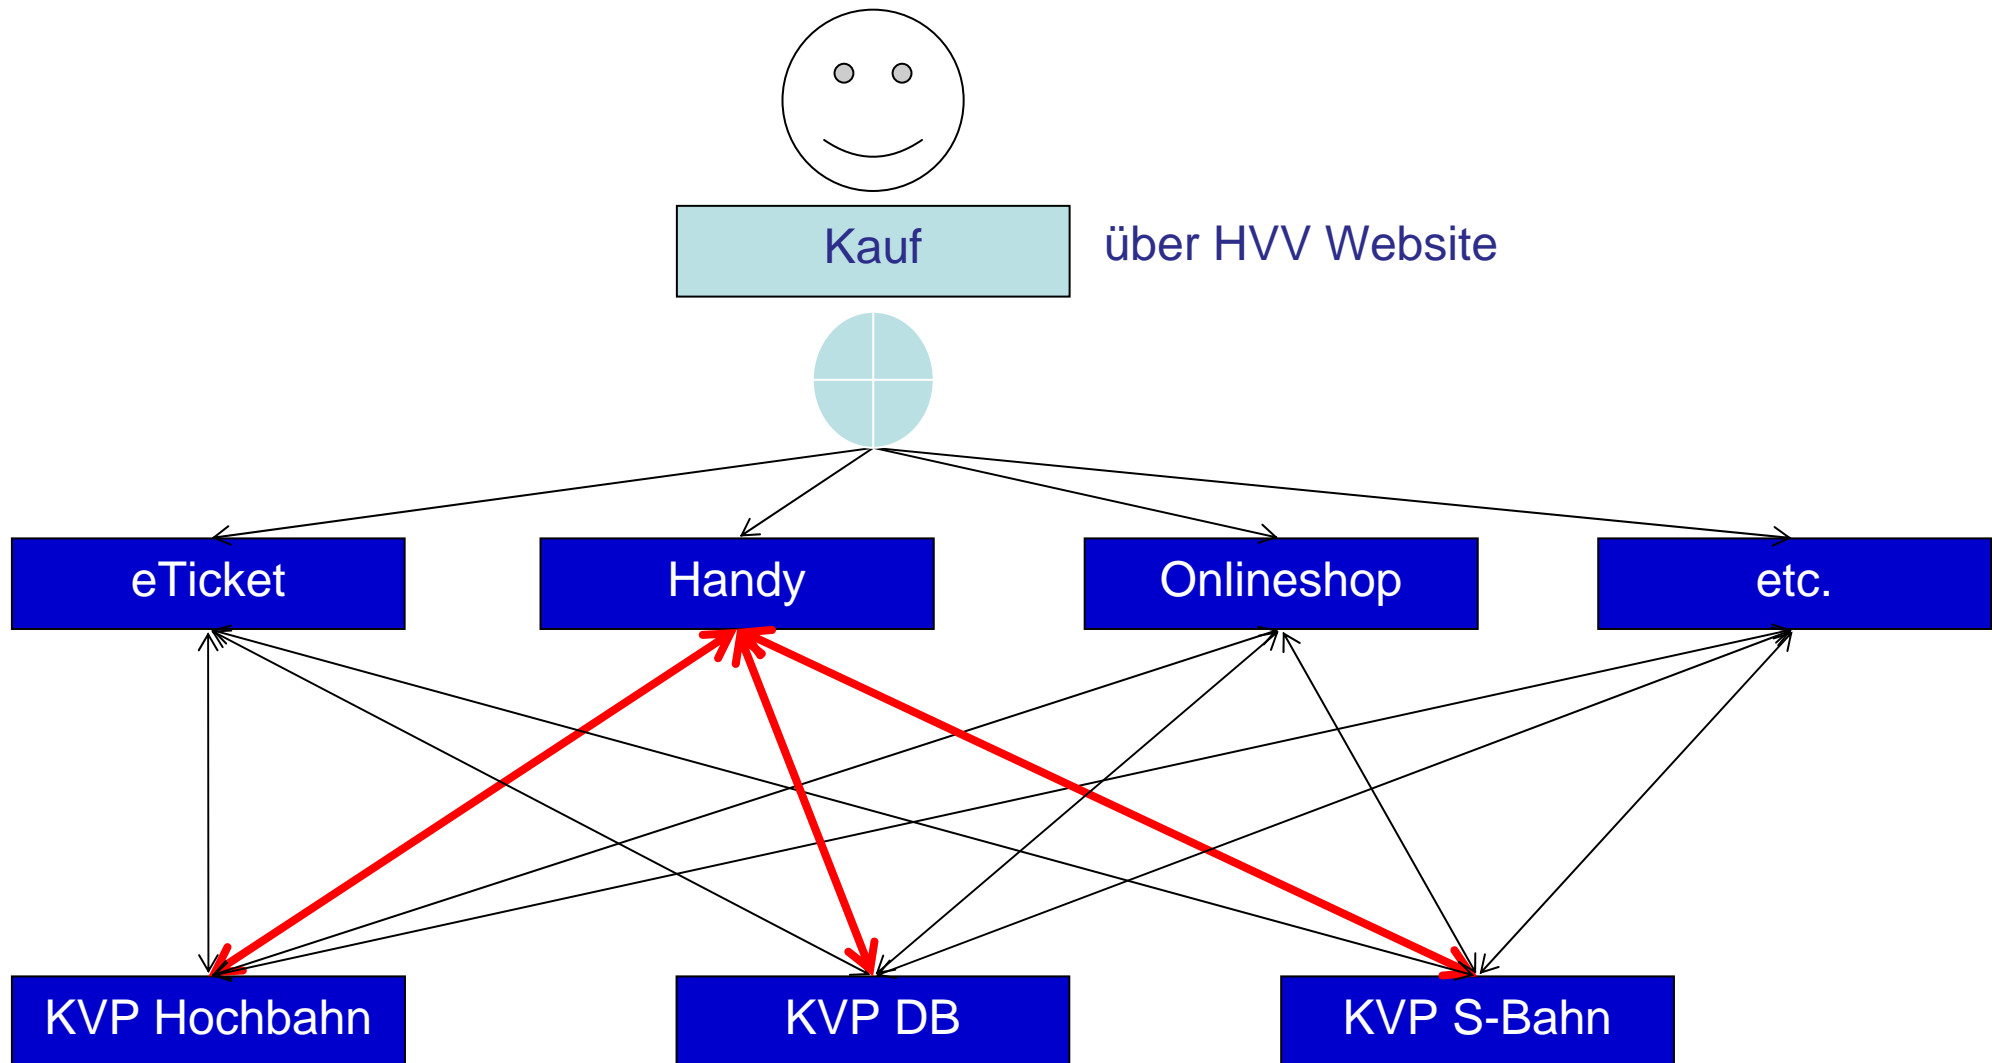 Kauf
über HVV Website
eTicket
Handy
Onlineshop
etc.
KVP Hochbahn
KVP DB
KVP S-Bahn